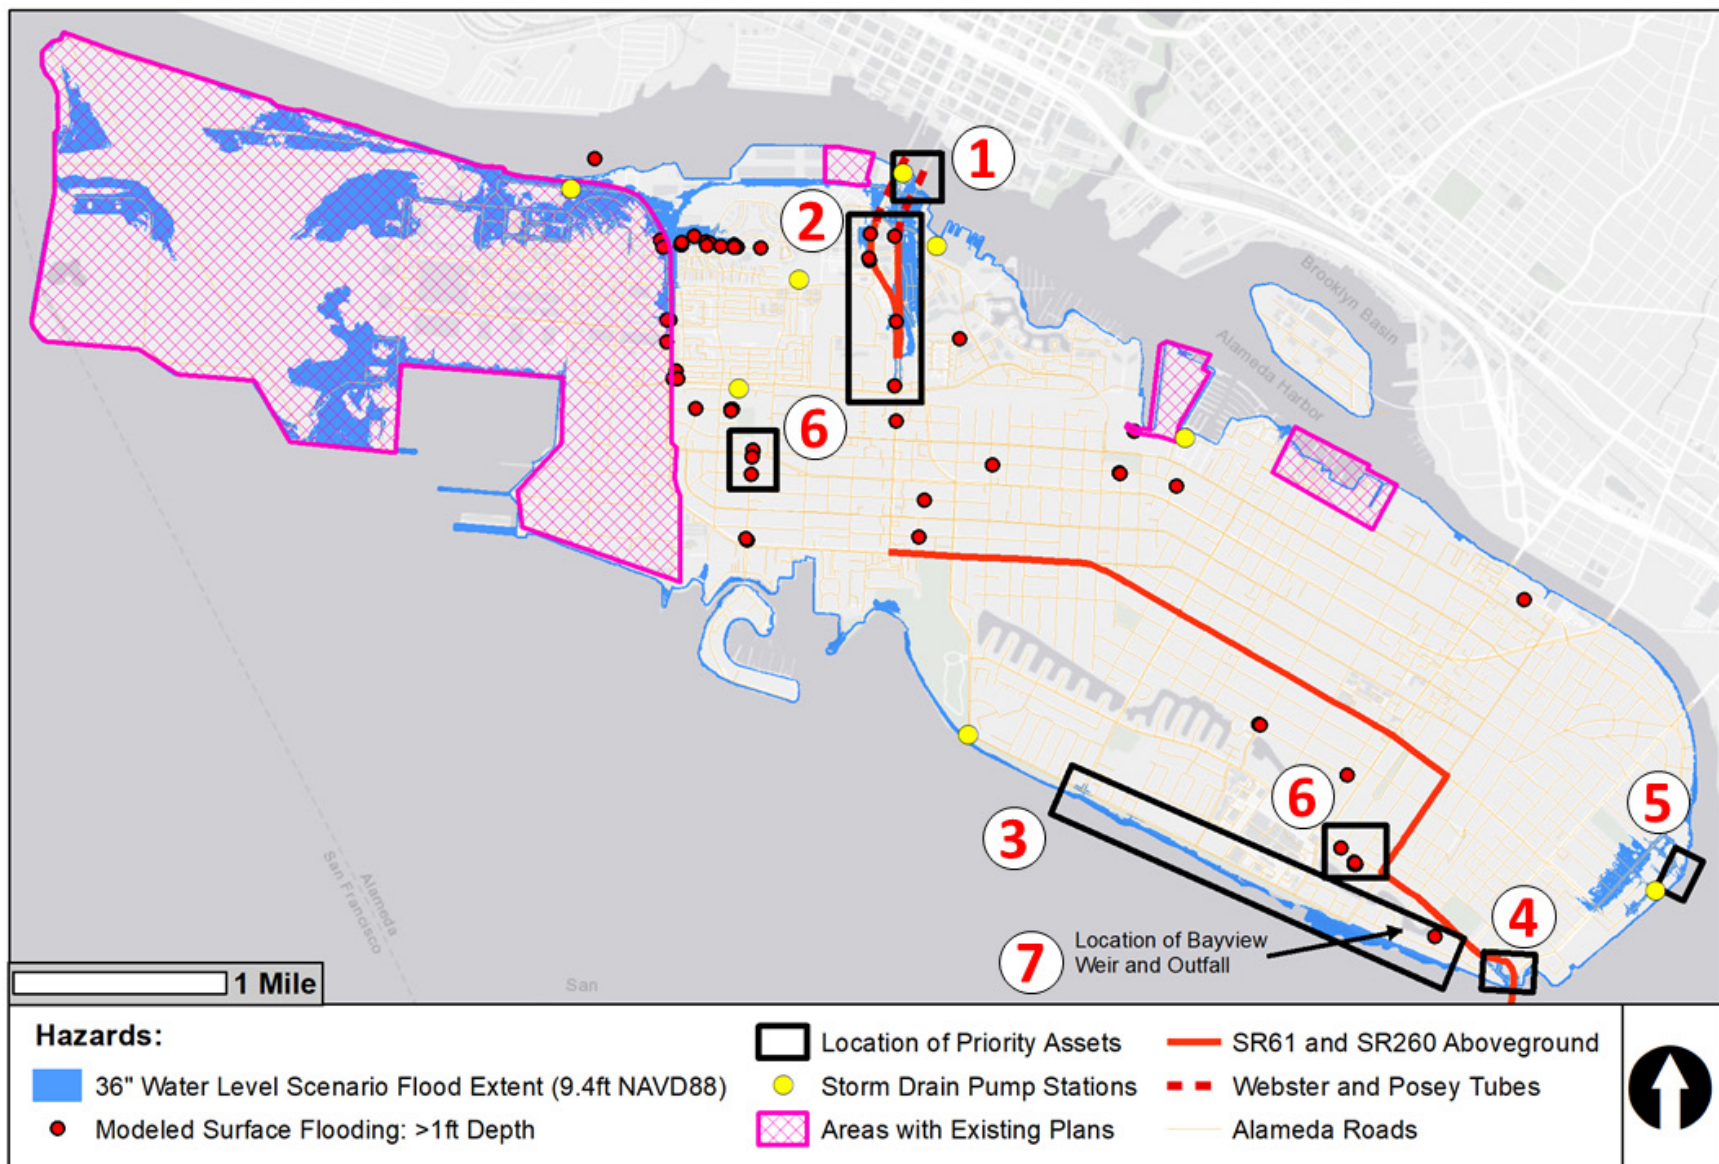 1
2
Brooklyn Basin
Alameda Harbor
6
6
5
3
4
Alameda
San Francisco
7
Location of Bayview
Weir and Outfall
1 Mile
San
Hazards:
36" Water Level Scenario Flood Extent (9.4ft NAVD88)
Modeled Surface Flooding: >1ft Depth
Location of Priority Assets
Storm Drain Pump Stations
Areas with Existing Plans
SR61 and SR260 Aboveground
Webster and Posey Tubes
Alameda Roads